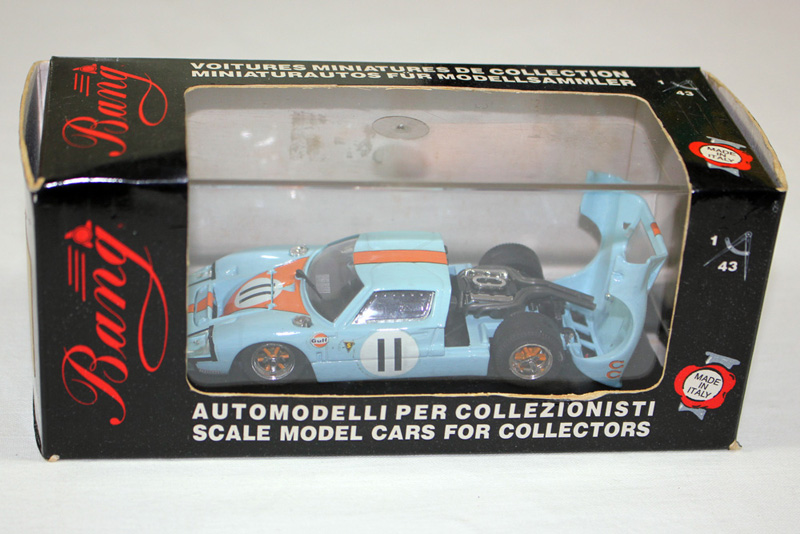 VOITURES MINIATURES DE COLLECTION
MINIATURAUTOS FÜR MODELLSAMMLER
1
43
Bang
MADE
IN
ITALY
Bang
1
43
11
Gulf
11
MADE
IN
ITALY
AUTOMODELLI PER COLLEZIONISTI
SCALE MODEL CARS FOR COLLECTORS